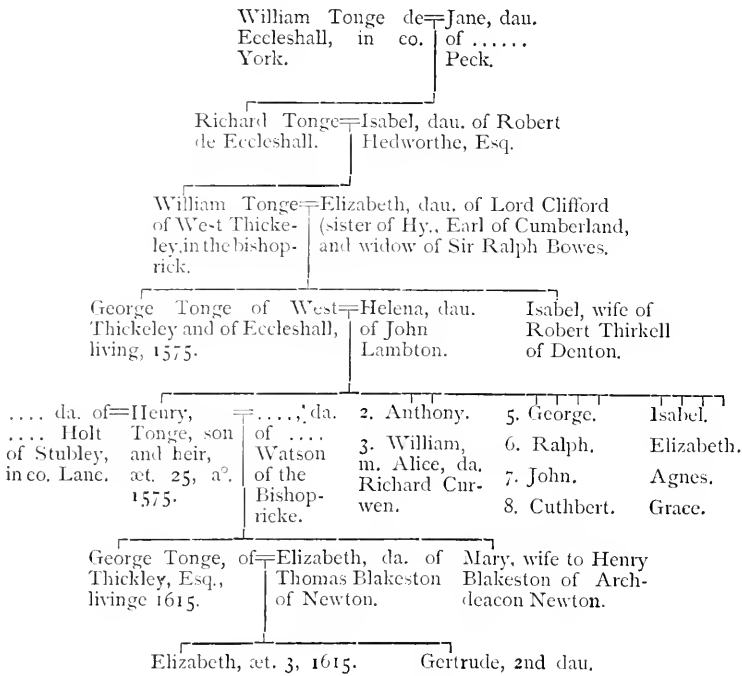 William Tonge de=Jane, dau.
Eccleshall, in co. of ......
York. Peck.
Richard Tonge=Isabel, dau. of Robert
de Eccleshall. Hedworthe, Esq.
William Tonge=Elizabeth, dau. of Lord Clifford
of West Thicke- (sister of Hy., Earl of Cumberland,
ley, in the bishop- and widow of Sir Ralph Bowes.
rick.
George Tonge of West=Helena, dau. Isabel, wife of
Thickeley and of Eccleshall, of John Robert Thirkell
living, 1575. Lambton. of Denton.
.... da. of=Henry, =....,' da. 2. Anthony. 5. George. Isabel.
.... Holt Tonge, son of .... 3. William, 6. Ralph. Elizabeth.
of Stubley, and heir, Watson m. Alice, da. 7. John. Agnes.
in co. Lanc. æt. 25, a°. of the Richard Cur- 8. Cuthbert. Grace.
1575. Bishop- wen.
ricke.
George Tonge, of=Elizabeth, da. of Mary, wife to Henry
Thickley, Esq., Thomas Blakeston Blakeston of Arch-
livinge 1615. of Newton. deacon Newton.
Elizabeth, æt. 3, 1615. Gertrude, 2nd dau.